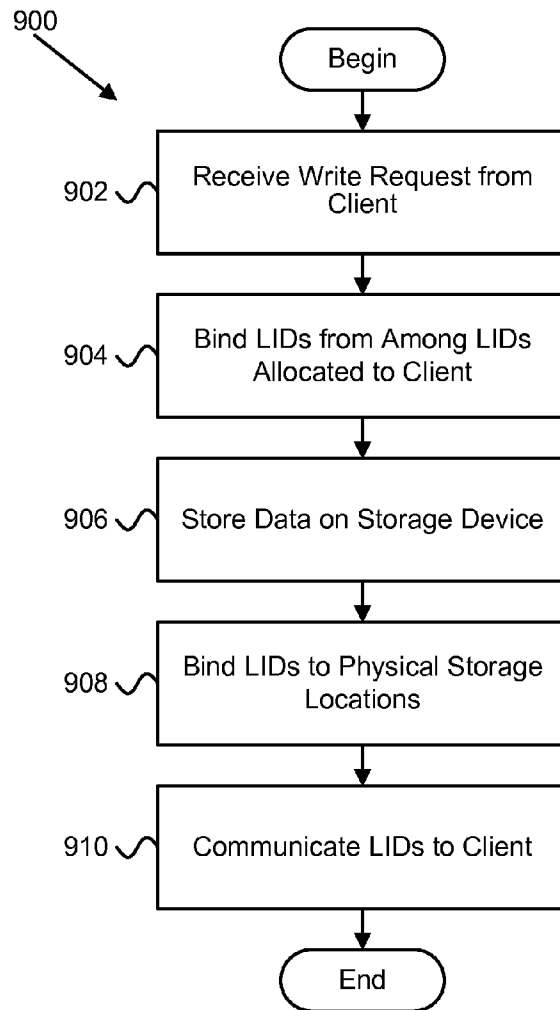 900
Begin
902
Receive Write Request from
Client
904
Bind LIDs from Among LIDs
Allocated to Client
906
Store Data on Storage Device
908
Bind LIDs to Physical Storage
Locations
910
Communicate LIDs to Client
End